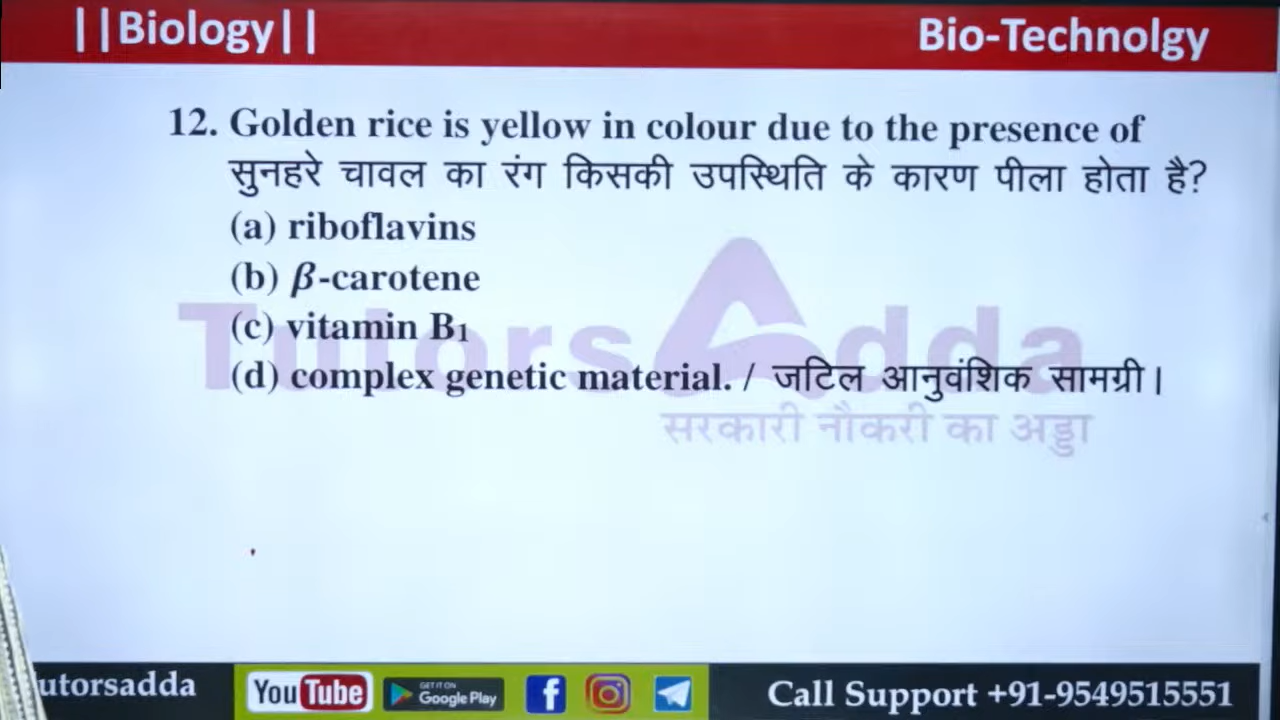 ||Biology||
Bio-Technolgy
12. Golden rice is yellow in colour due to the presence of
सुनहरे चावल का रंग किसकी उपस्थिति के कारण पीला होता है?
(a) riboflavins
(b) β-carotene
(c) vitamin B₁
(d) complex genetic material. / जटिल आनुवंशिक सामग्री।
TutorsAdda
सरकारी नौकरी का अड्डा
utorsadda
YouTube
GET IT ON
Google Play
Call Support +91-9549515551